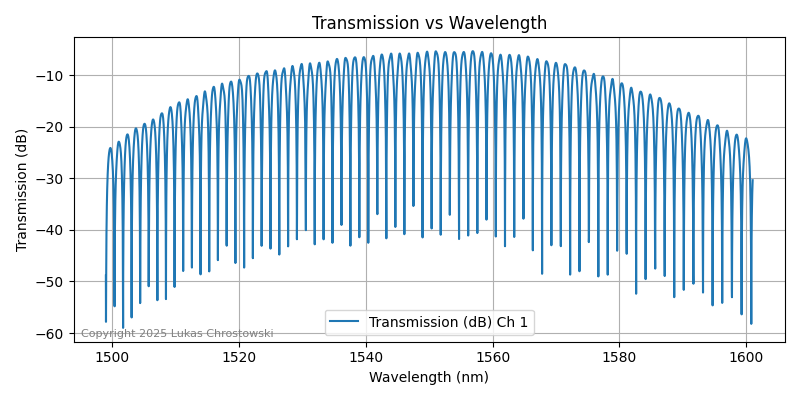 Transmission vs Wavelength
Transmission (dB)
−10
−20
−30
−40
−50
−60
Transmission (dB) Ch 1
Copyright 2025 Lukas Chrostowski
1500 1520 1540 1560 1580 1600
Wavelength (nm)